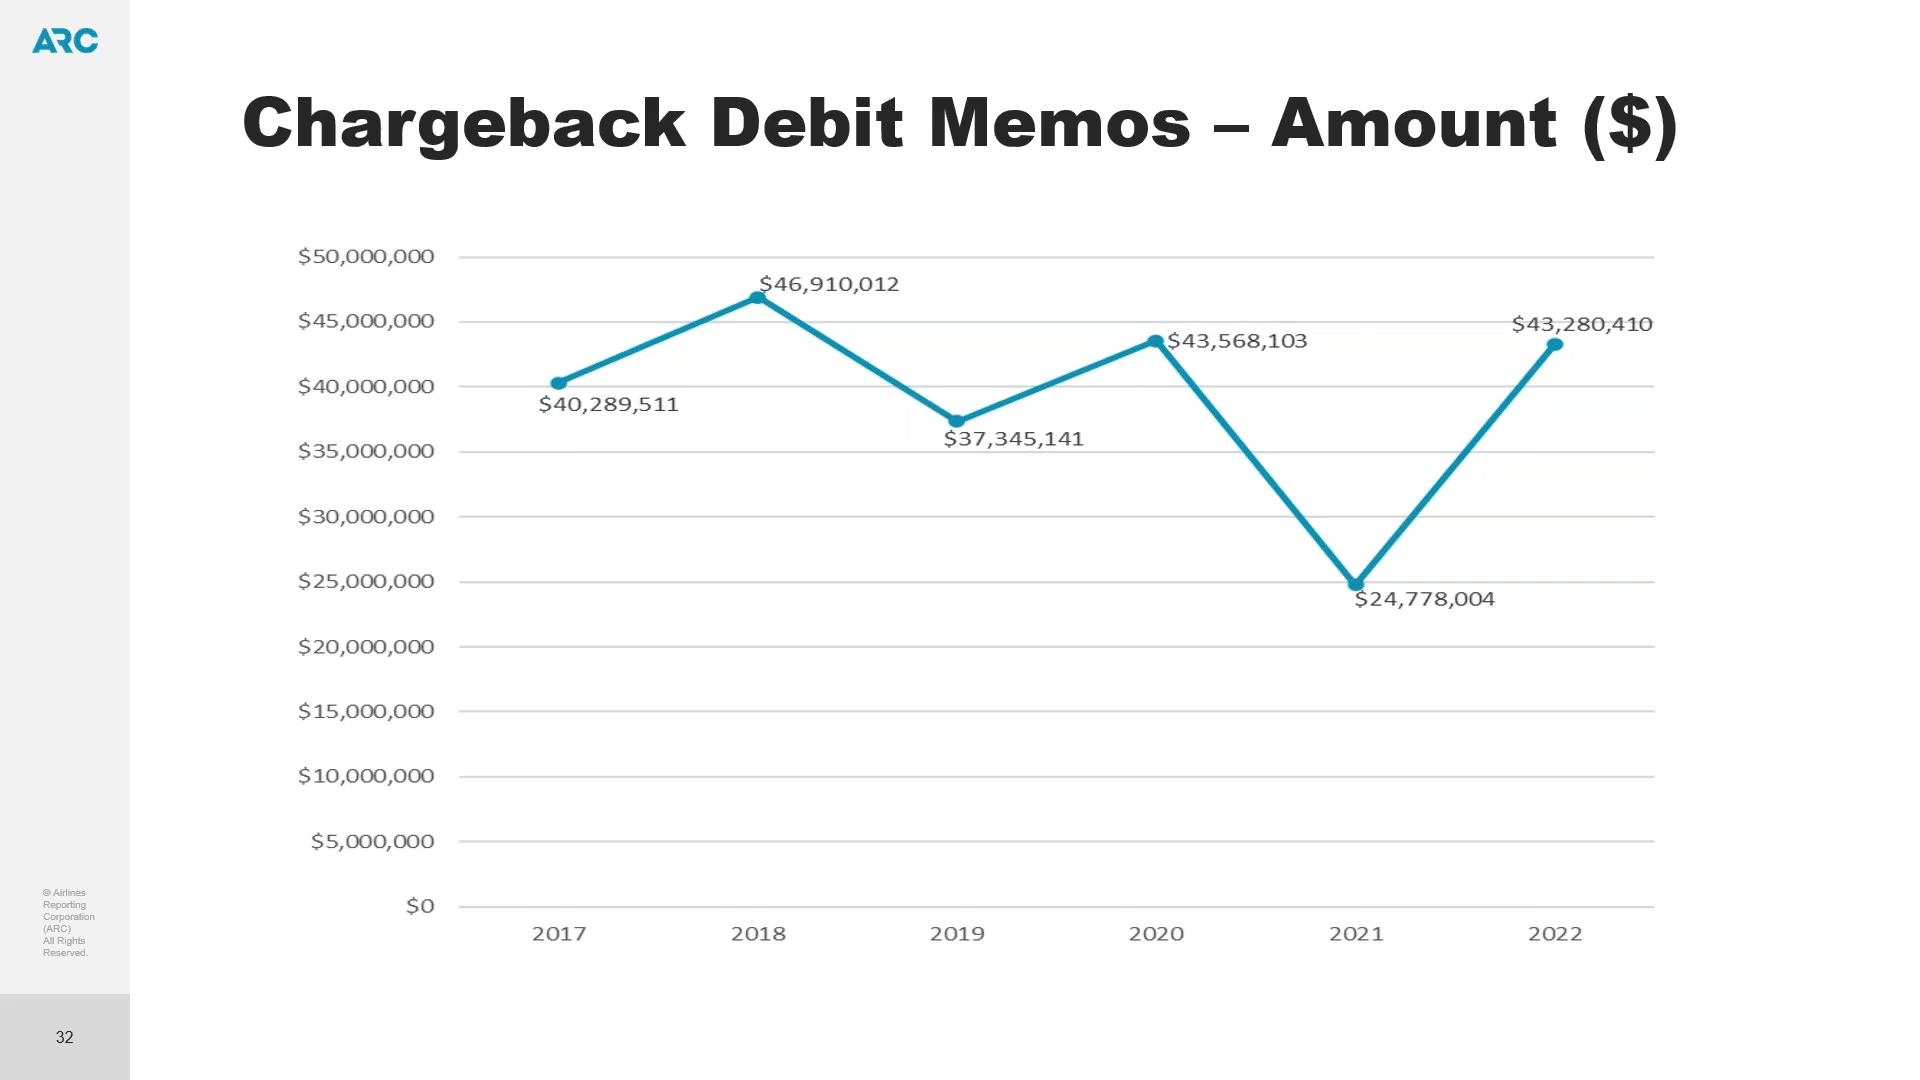 ARC
Chargeback Debit Memos – Amount ($)
$50,000,000
$45,000,000
$40,000,000
$35,000,000
$30,000,000
$25,000,000
$20,000,000
$15,000,000
$10,000,000
$5,000,000
$0
$40,289,511
$46,910,012
$37,345,141
$43,568,103
$24,778,004
$43,280,410
2017 2018 2019 2020 2021 2022
© Airlines
Reporting
Corporation
(ARC)
All Rights
Reserved.
32